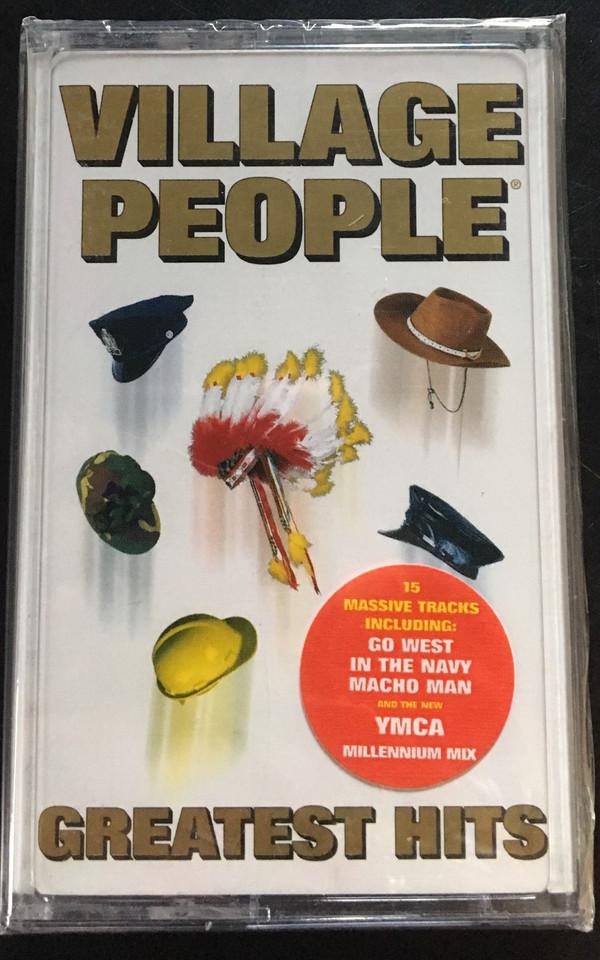 VILLAGE
PEOPLE®
15
MASSIVE TRACKS
INCLUDING:
GO WEST
IN THE NAVY
MACHO MAN
AND THE NEW
YMCA
MILLENNIUM MIX
GREATEST HITS